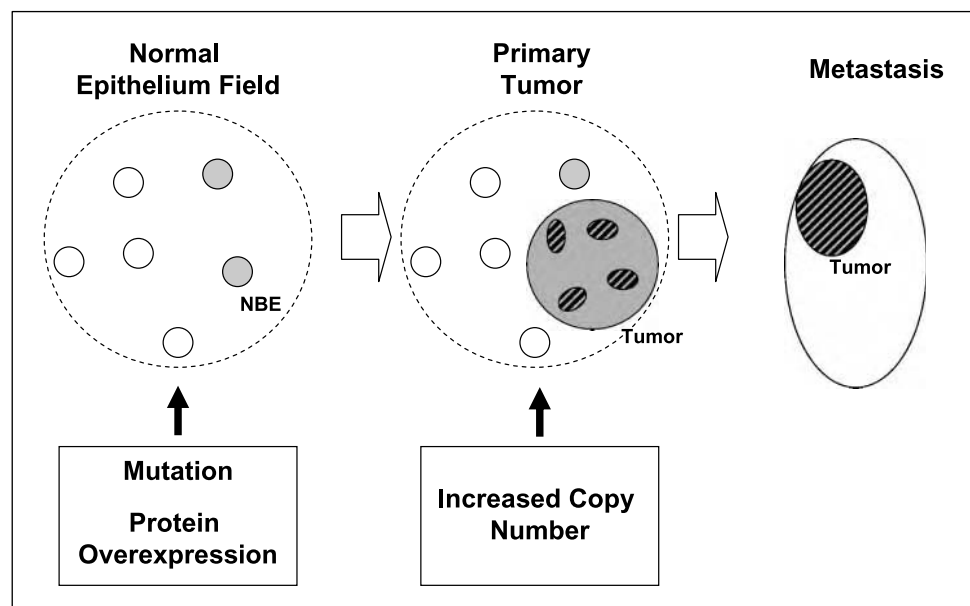 Normal
Epithelium Field
Primary
Tumor
Metastasis
NBE
Tumor
Tumor
Mutation
Protein
Overexpression
Increased Copy
Number